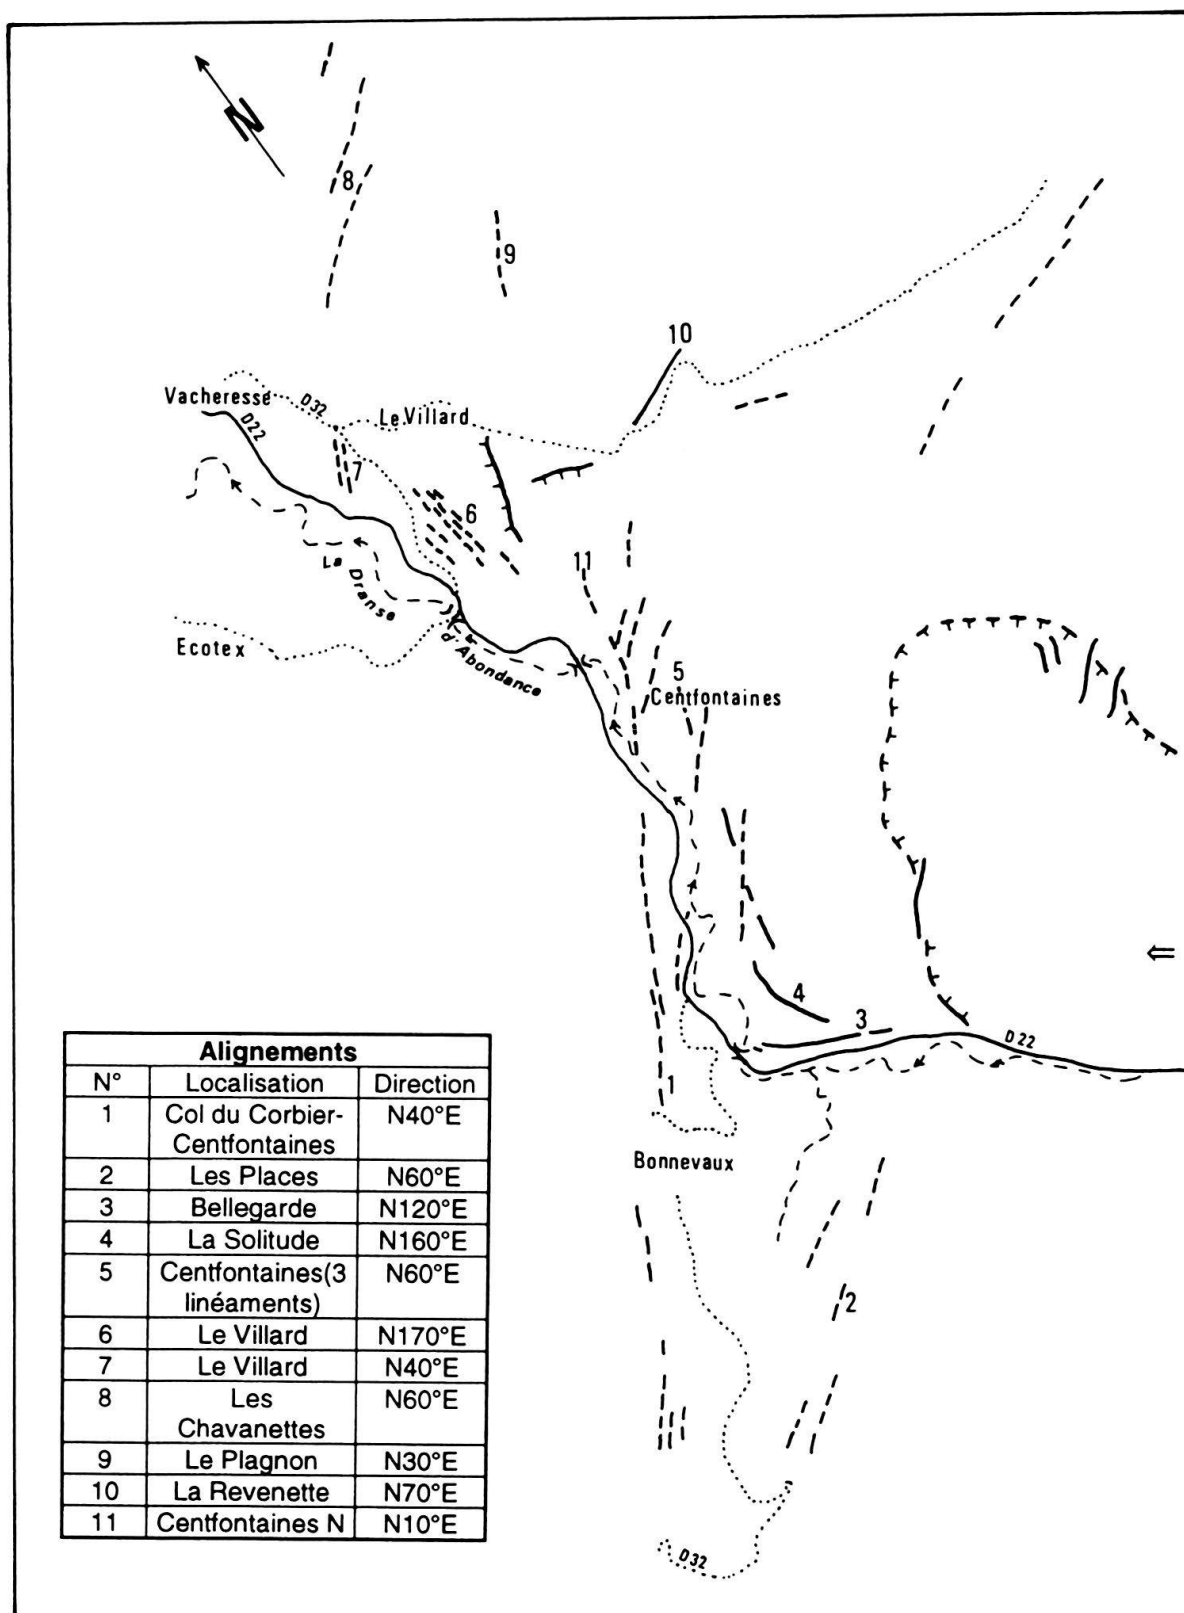 N
8
9
10
Vacheresse
D32
D22
Le Villard
7
6
11
La Dranse
d'Abondance
Ecotex
5
Centfontaines
4
3
D22
1
Bonnevaux
2
D32
Alignements
N° Localisation Direction
1 Col du Corbier- N40°E
Centfontaines
2 Les Places N60°E
3 Bellegarde N120°E
4 La Solitude N160°E
5 Centfontaines(3 N60°E
linéaments)
6 Le Villard N170°E
7 Le Villard N40°E
8 Les N60°E
Chavanettes
9 Le Plagnon N30°E
10 La Revenette N70°E
11 Centfontaines N N10°E